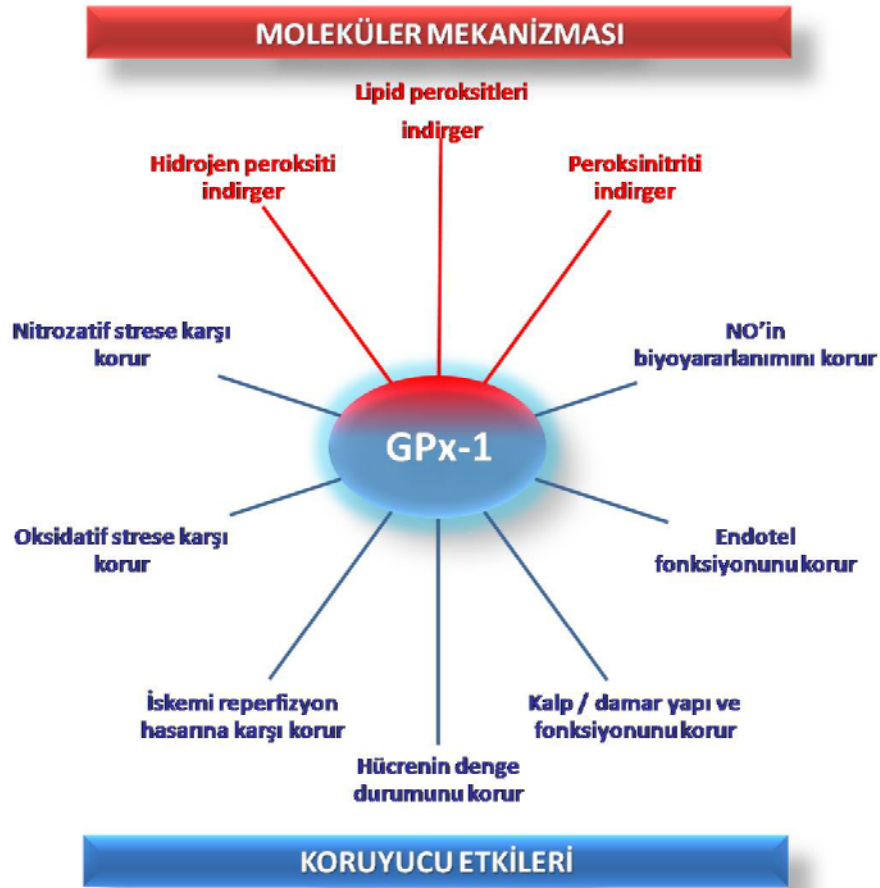 MOLEKÜLER MEKANİZMASI
Lipid peroksitleri
indirger
Hidrojen peroksiti
indirger
Peroksinitriti
indirger
Nitrozatif strese karşı
korur
NO'in
biyoyararlanımını korur
GPx-1
Oksidatif strese karşı
korur
Endotel
fonksiyonunu korur
İskemi reperfizyon
hasarına karşı korur
Kalp / damar yapı ve
fonksiyonunu korur
Hücrenin denge
durumunu korur
KORUYUCU ETKİLERİ